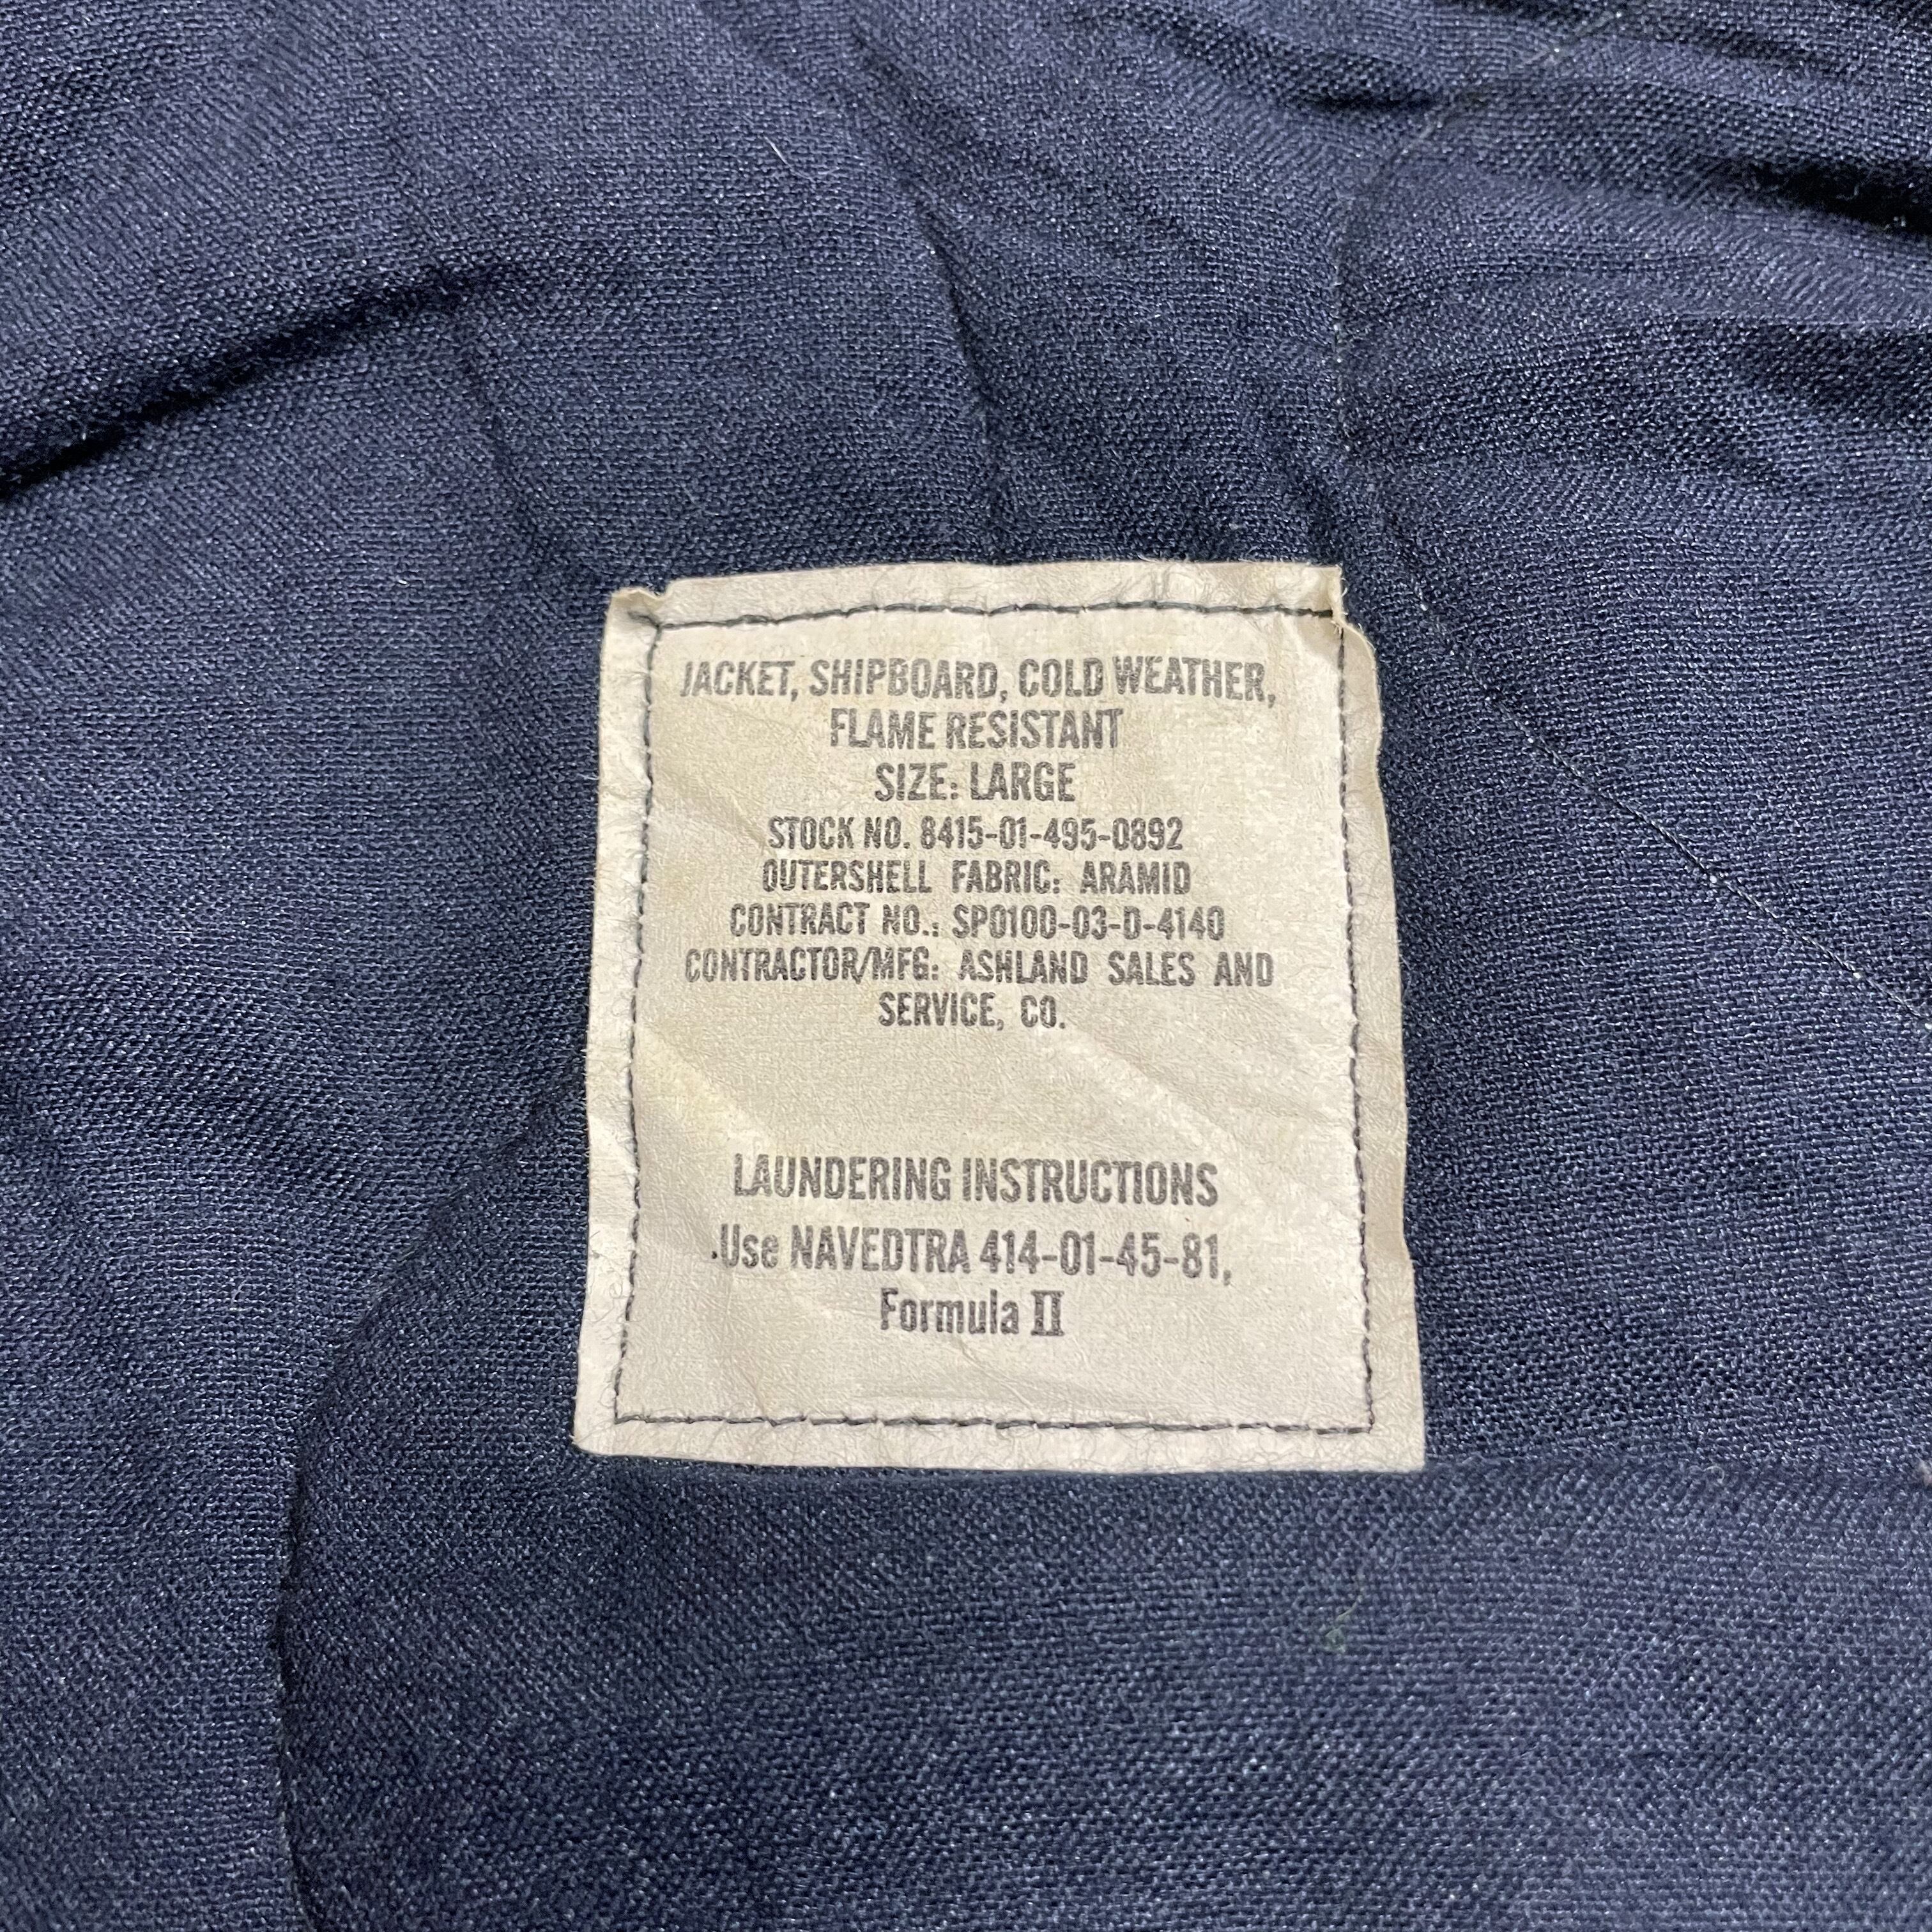 JACKET, SHIPBOARD, COLD WEATHER,
FLAME RESISTANT
SIZE: LARGE
STOCK NO. 8415-01-495-0892
OUTERSHELL FABRIC: ARAMID
CONTRACT NO.: SP0100-03-D-4140
CONTRACTOR/MFG: ASHLAND SALES AND
SERVICE, CO.
LAUNDERING INSTRUCTIONS
.Use NAVEDTRA 414-01-45-81,
Formula II